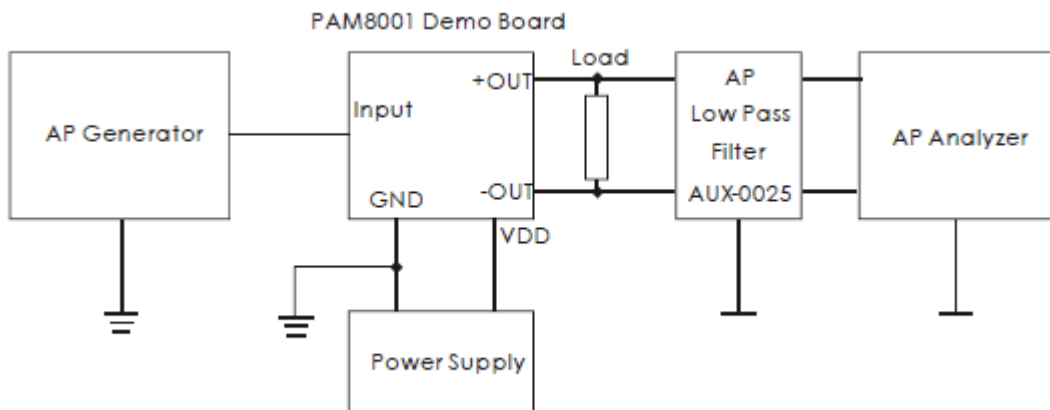 PAM8001 Demo Board
AP Generator
Input
+OUT
-OUT
GND
VDD
Load
AP
Low Pass
Filter
AUX-0025
AP Analyzer
Power Supply